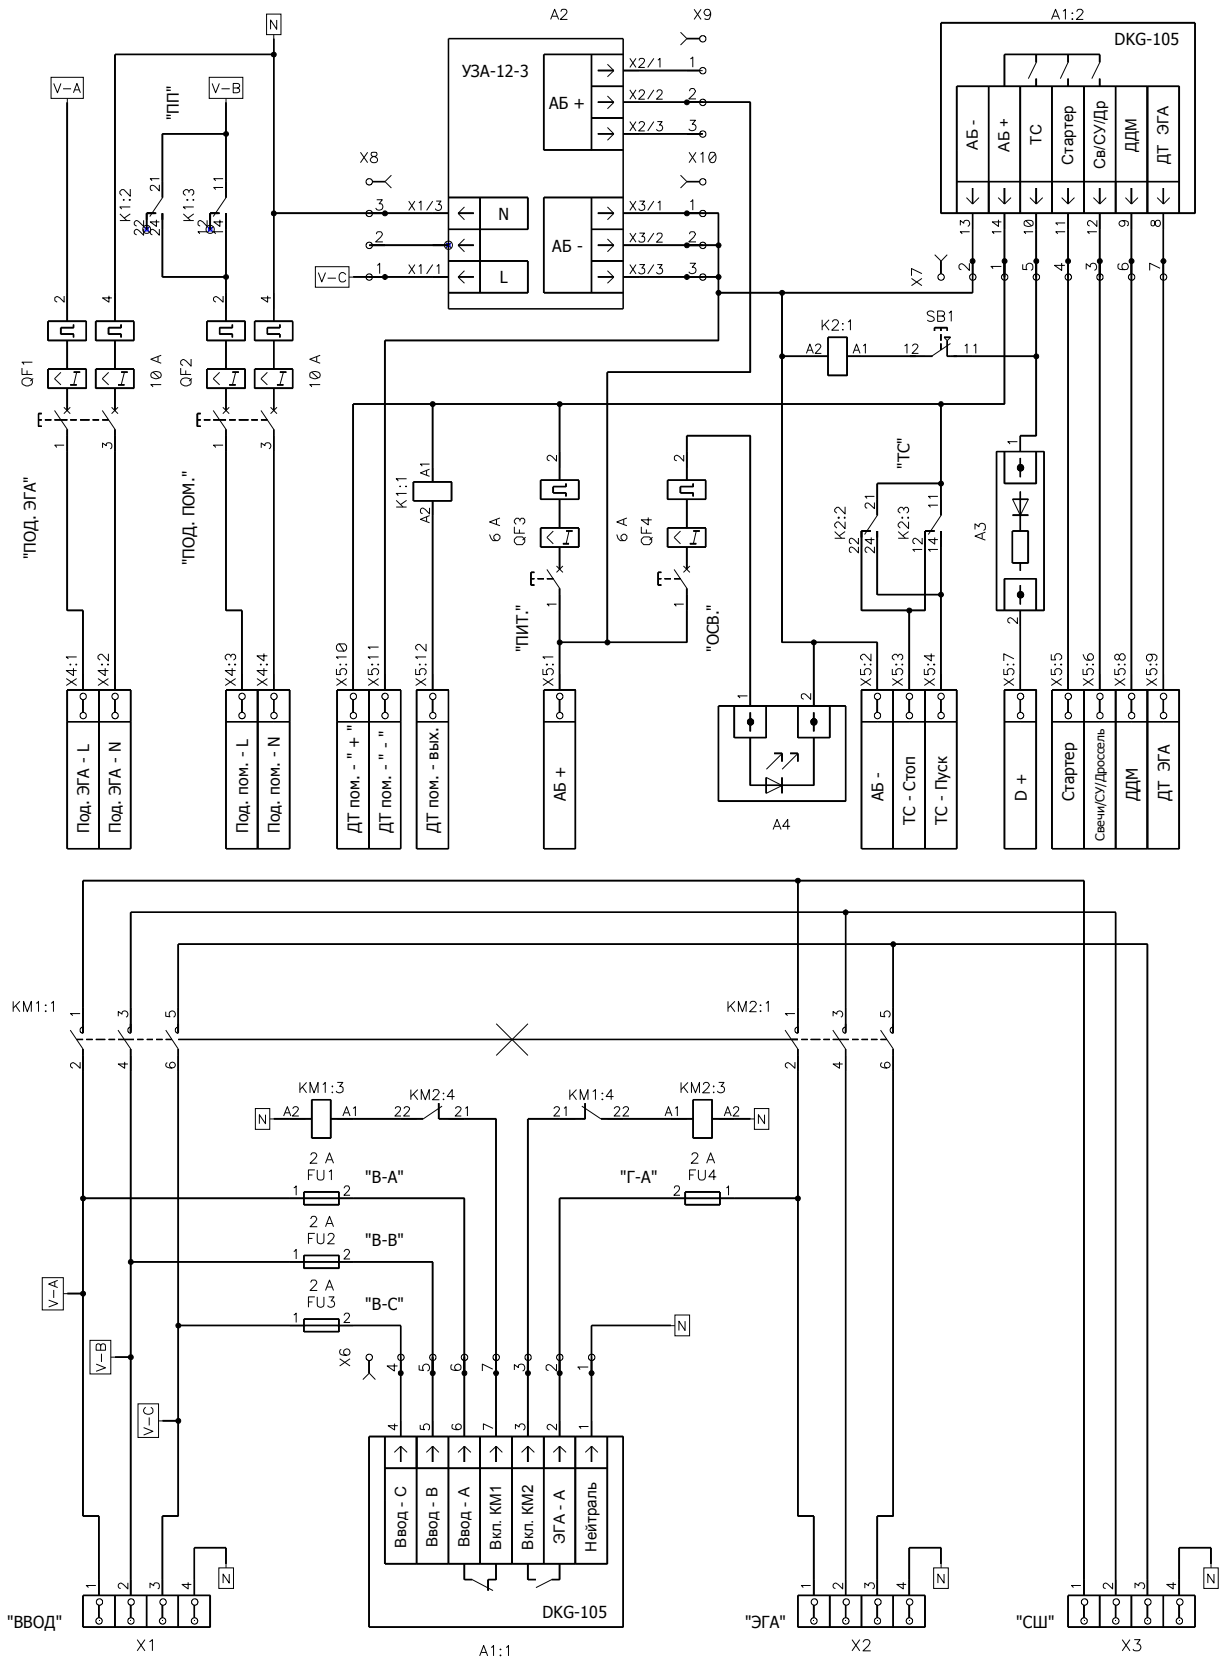 N
A2
X9
A1:2
DKG-105
V-A
"ПП"
V-B
УЗА-12-3
АБ +
X2/1
1
X2/2
2
X2/3
3
X8
X10
K1:2
21
22
24
K1:3
11
12
14
3
X1/3
N
2
1
X1/1
L
V-C
АБ -
X3/1
1
X3/2
2
X3/3
3
АБ -
АБ +
ТС
Стартер
Св/СУ/Др
ДДМ
ДТ ЭГА
13
14
10
11
12
9
8
X7
2
1
5
4
3
6
7
2
4
2
4
QF1
10 A
QF2
10 A
1
3
1
3
K2:1
A2
A1
SB1
12
11
"ПОД. ЭГА"
"ПОД. ПОМ."
K1:1
A1
A2
2
6 A
QF3
1
"ПИТ."
2
6 A
QF4
1
"ОСВ."
"ТС"
K2:2
21
22
24
K2:3
11
12
14
A3
1
2
X4:1
X4:2
X4:3
X4:4
X5:10
X5:11
X5:12
X5:1
X5:2
X5:3
X5:4
X5:7
X5:5
X5:6
X5:8
X5:9
Под. ЭГА - L
Под. ЭГА - N
Под. пом. - L
Под. пом. - N
ДТ пом. - " + "
ДТ пом. - " - "
ДТ пом. - вых.
АБ +
1
2
A4
АБ -
ТС - Стоп
ТС - Пуск
D +
Стартер
Свечи/СУ/Дроссель
ДДМ
ДТ ЭГА
KM1:1
1
3
5
2
4
6
KM2:1
1
3
5
2
4
6
KM1:3
KM2:4
KM1:4
KM2:3
N
A2
A1
22
21
21
22
A1
A2
N
2 A
FU1
1
2
"В-А"
"Г-А"
2 A
FU4
2
1
2 A
FU2
1
2
"В-В"
V-A
2 A
FU3
1
2
"В-С"
N
V-B
X6
4
5
6
7
3
2
1
V-C
4
5
6
7
3
2
1
Ввод - С
Ввод - В
Ввод - А
Вкл. КМ1
Вкл. КМ2
ЭГА - А
Нейтраль
DKG-105
A1:1
"ВВОД"
1
2
3
4
N
X1
"ЭГА"
1
2
3
4
N
X2
"СШ"
1
2
3
4
N
X3